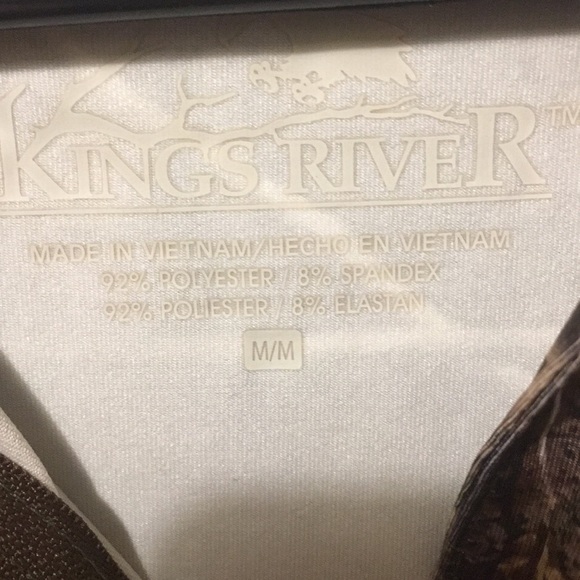 KINGS RIVER™
MADE IN VIETNAM/HECHO EN VIETNAM
92% POLYESTER / 8% SPANDEX
92% POLIESTER / 8% ELASTAN
M/M